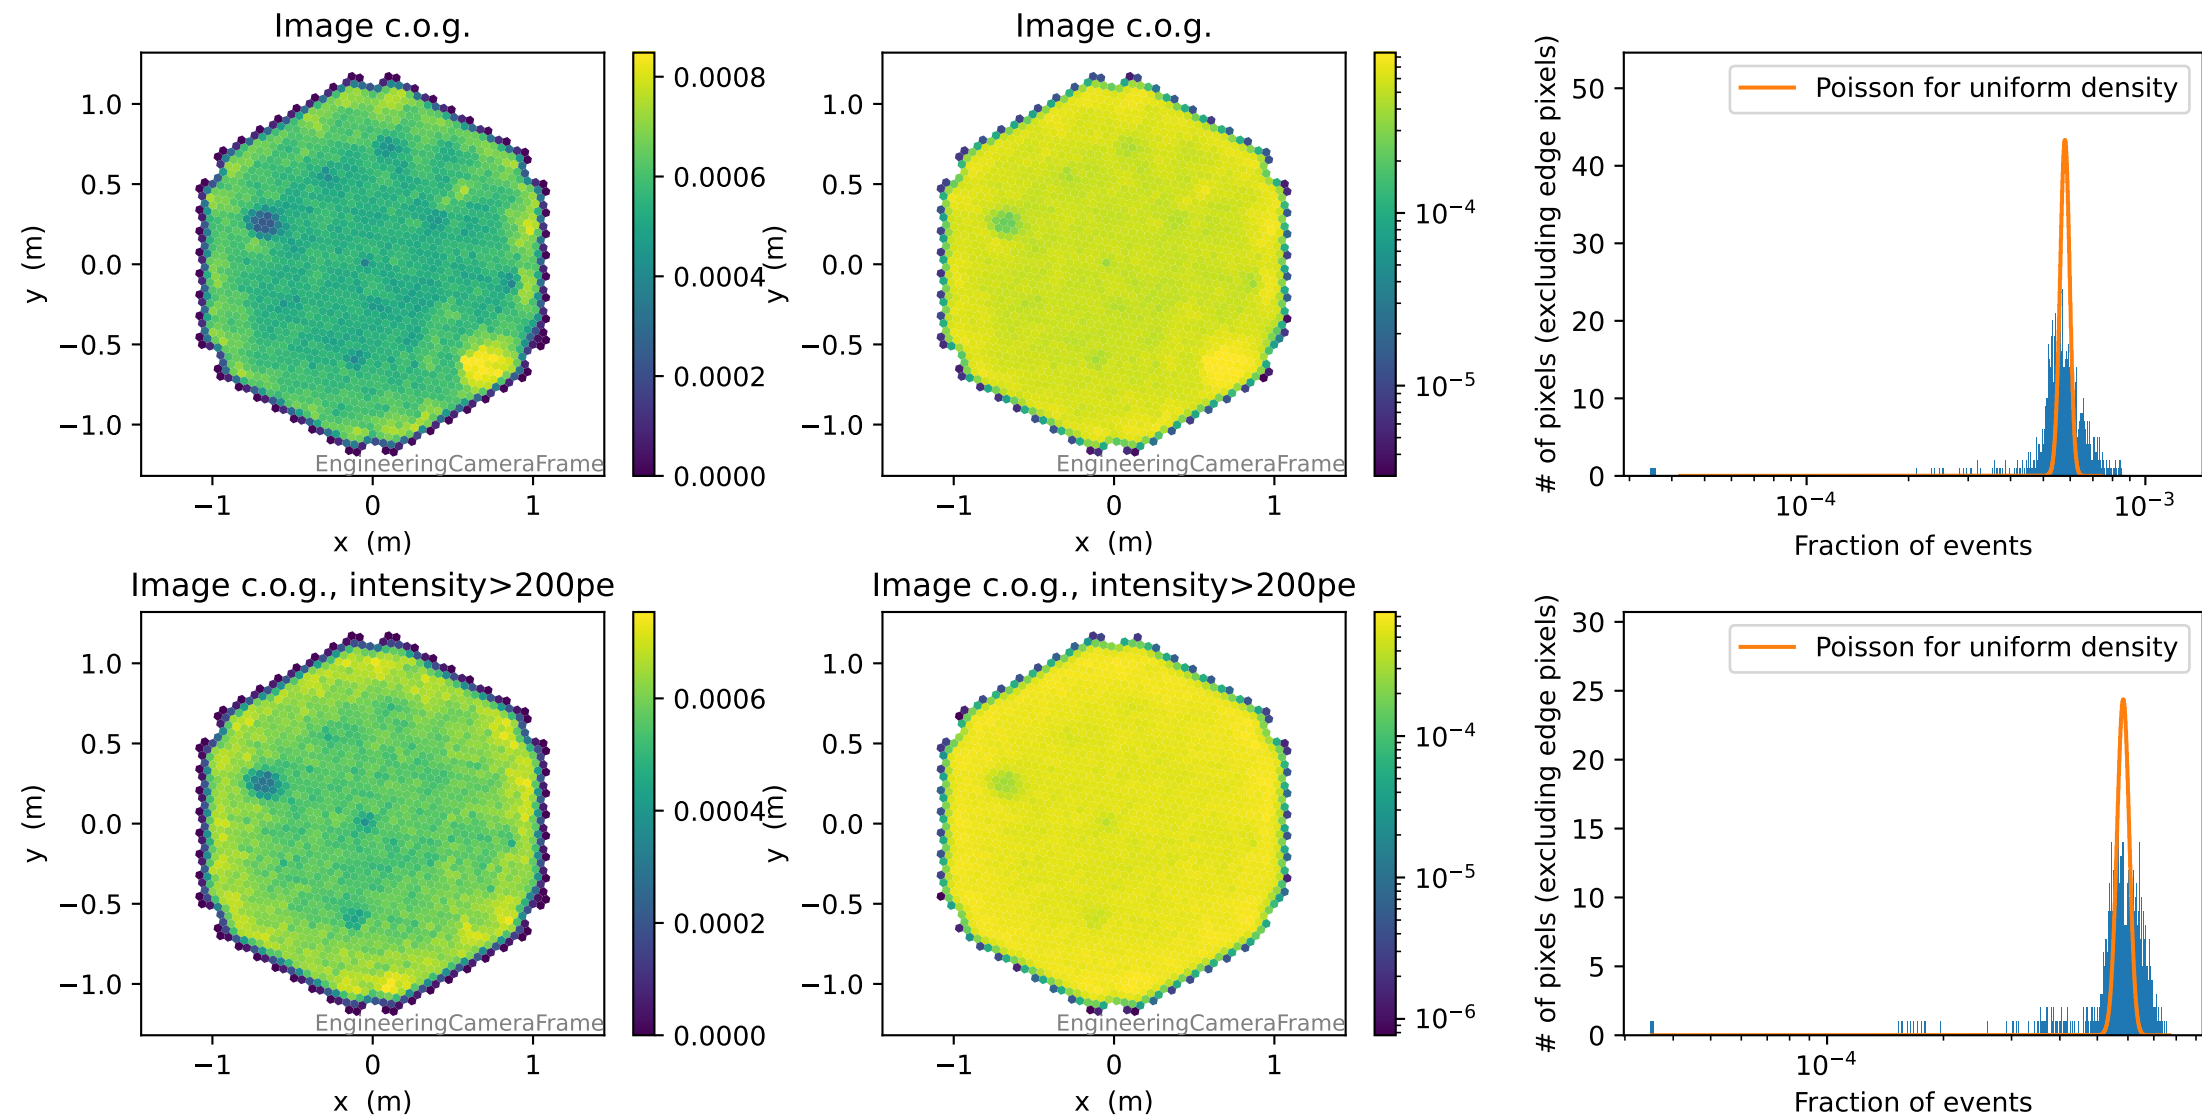 Image c.o.g.
1.0
0.5
0.0
−0.5
−1.0
y (m)
−1
0
1
x (m)
EngineeringCameraFrame
0.0008
0.0006
0.0004
0.0002
0.0000
Image c.o.g.
1.0
0.5
0.0
−0.5
−1.0
y (m)
−1
0
1
x (m)
EngineeringCameraFrame
10⁻⁴
10⁻⁵
# of pixels (excluding edge pixels)
50
40
30
20
10
0
Poisson for uniform density
10⁻⁴
10⁻³
Fraction of events
Image c.o.g., intensity>200pe
1.0
0.5
0.0
−0.5
−1.0
y (m)
−1
0
1
x (m)
EngineeringCameraFrame
0.0006
0.0004
0.0002
0.0000
Image c.o.g., intensity>200pe
1.0
0.5
0.0
−0.5
−1.0
y (m)
−1
0
1
x (m)
EngineeringCameraFrame
10⁻⁴
10⁻⁵
10⁻⁶
# of pixels (excluding edge pixels)
30
25
20
15
10
5
0
Poisson for uniform density
10⁻⁴
Fraction of events